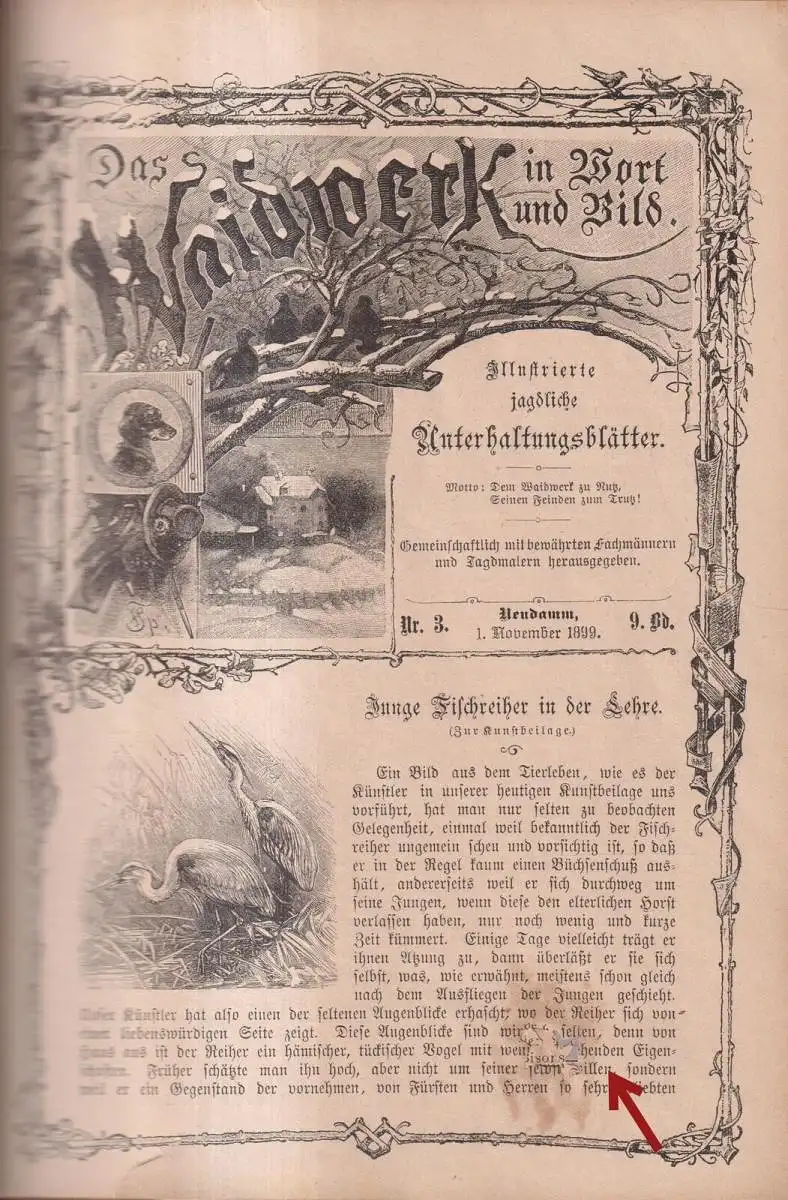 Das Waidwerk in Wort und Bild.
Illustrierte
jagdliche
Unterhaltungsblätter.
Motto: Dem Waidwerk zu Nutz,
Seinen Feinden zum Trutz!
Gemeinschaftlich mit bewährten Fachmännern
und Jagdmalern herausgegeben.
Nr. 3.
Neudamm,
1. November 1899.
9. Bd.
Junge Fischreiher in der Lehre.
(Zur Kunstbeilage.)
Ein Bild aus dem Tierleben, wie es der
Künstler in unserer heutigen Kunstbeilage uns
vorführt, hat man nur selten zu beobachten
Gelegenheit, einmal weil bekanntlich der Fisch-
reiher ungemein scheu und vorsichtig ist, so daß
er in der Regel kaum einen Büchsenschuß aus-
hält, andererseits weil er sich durchweg um
seine Jungen, wenn diese den elterlichen Horst
verlassen haben, nur noch wenig und kurze
Zeit kümmert. Einige Tage vielleicht trägt er
ihnen Atzung zu, dann überläßt er sie sich
selbst, was, wie erwähnt, meistens schon gleich
nach dem Ausfliegen der Jungen geschieht.
Künstler hat also einen der seltenen Augenblicke erhascht, wo der Reiher sich von
liebenswürdigen Seite zeigt. Diese Augenblicke sind selten, denn von
aus ist der Reiher ein hämischer, tückischer Vogel mit Eigen-
Früher schätzte man ihn hoch, aber nicht um seiner willen, sondern
weil er ein Gegenstand der vornehmen, von Fürsten und Herren so sehr